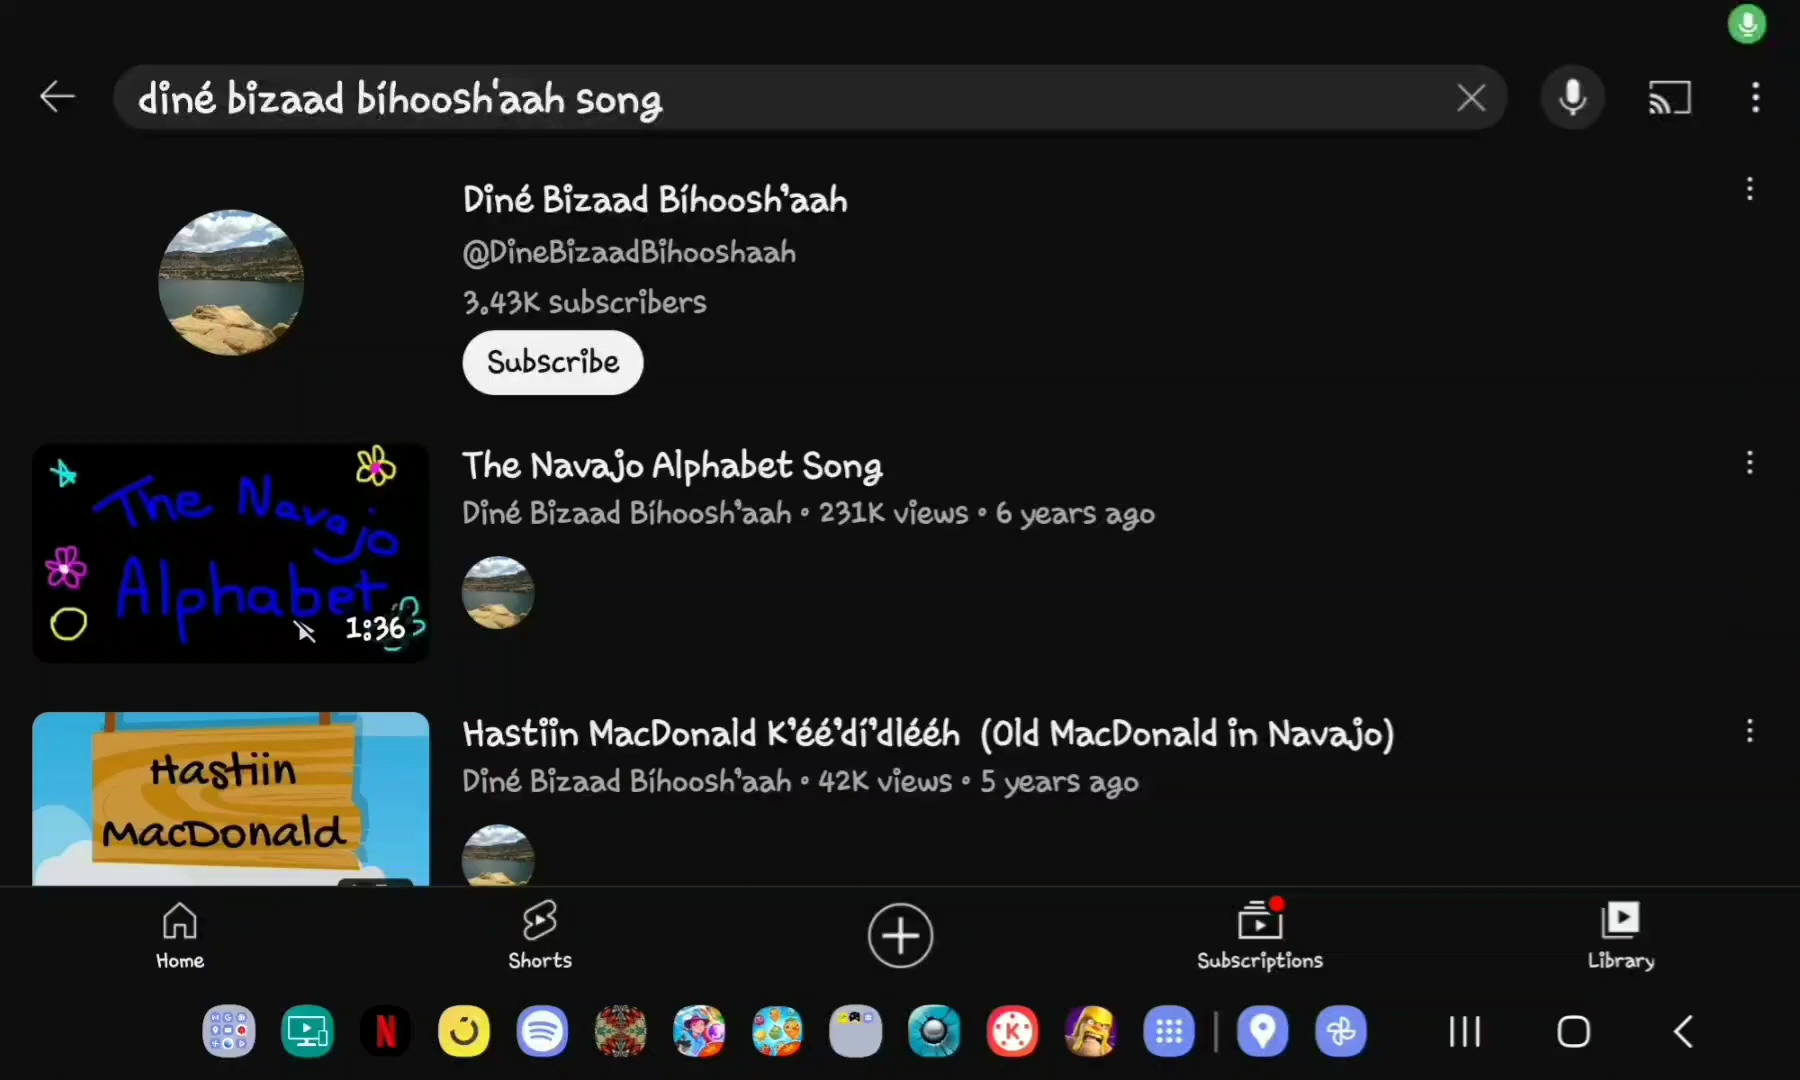 diné bizaad bíhoosh'aah song
Diné Bizaad Bíhoosh’aah
@DineBizaadBihooshaah
3.43K subscribers
Subscribe
The Navajo Alphabet
1:36
The Navajo Alphabet Song
Diné Bizaad Bíhoosh’aah • 231K views • 6 years ago
Hastiin
MacDonald
Hastiin MacDonald K’éé’dí’dlééh (Old MacDonald in Navajo)
Diné Bizaad Bíhoosh’aah • 42K views • 5 years ago
Home
Shorts
Subscriptions
Library
N
K